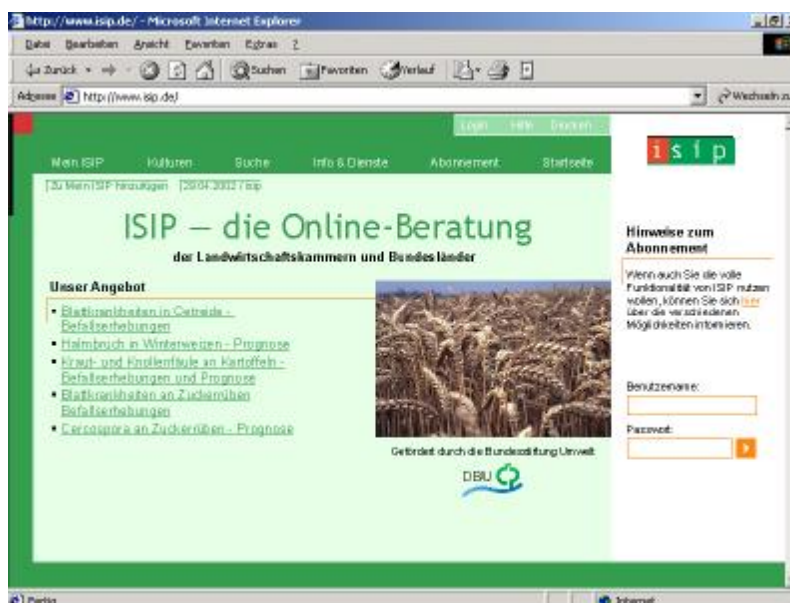 http://www.isip.de/ - Microsoft Internet Explorer
Datei Bearbeiten Ansicht Favoriten Extras ?
Zurück Suchen Favoriten Verlauf
Adresse http://www.isip.de/ Wechseln zu
Login Hilfe Drucken
isip
Mein ISIP Kulturen Suche Info & Dienste Abonnement Startseite
Zu Mein ISIP hinzufügen 29.04.2002 / isip
ISIP – die Online-Beratung
der Landwirtschaftskammern und Bundesländer
Unser Angebot
Blattkrankheiten in Getreide -
Befallserhebungen
Halmbruch in Winterweizen - Prognose
Kraut- und Knollenfäule an Kartoffeln -
Befallserhebungen und Prognose
Blattkrankheiten an Zuckerrüben
Befallserhebungen
Cercospora an Zuckerrüben - Prognose
Gefördert durch die Bundesstiftung Umwelt
DBU
Hinweise zum
Abonnement
Wenn auch Sie die volle
Funktionalität von ISIP nutzen
wollen, können Sie sich hier
über die verschiedenen
Möglichkeiten informieren.
Benutzername:
Passwort:
Fertig Internet